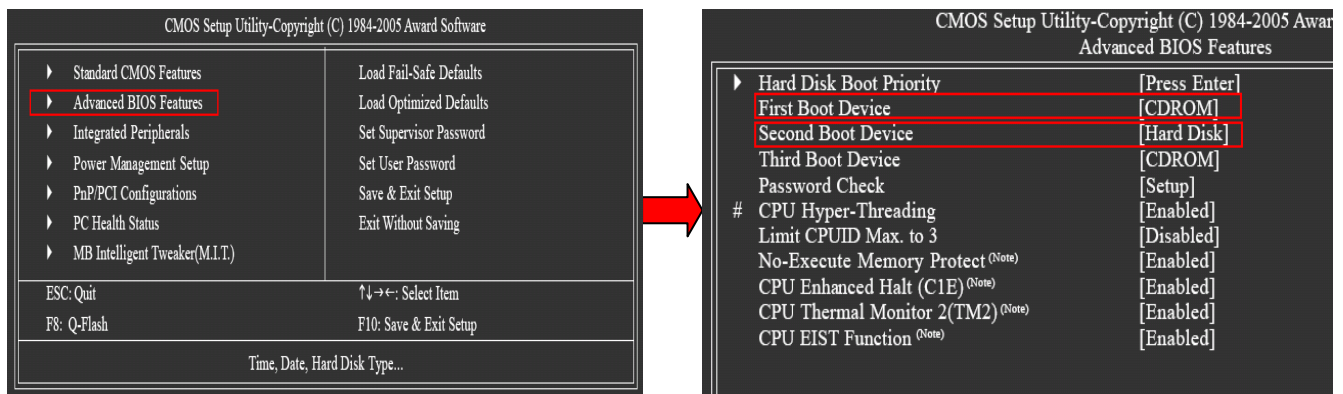 CMOS Setup Utility-Copyright (C) 1984-2005 Award Software
Standard CMOS Features
Advanced BIOS Features
Integrated Peripherals
Power Management Setup
PnP/PCI Configurations
PC Health Status
MB Intelligent Tweaker(M.I.T.)
Load Fail-Safe Defaults
Load Optimized Defaults
Set Supervisor Password
Set User Password
Save & Exit Setup
Exit Without Saving
ESC: Quit
↑↓→←: Select Item
F8: Q-Flash
F10: Save & Exit Setup
Time, Date, Hard Disk Type...
CMOS Setup Utility-Copyright (C) 1984-2005 Awar
Advanced BIOS Features
Hard Disk Boot Priority [Press Enter]
First Boot Device [CDROM]
Second Boot Device [Hard Disk]
Third Boot Device [CDROM]
Password Check [Setup]
# CPU Hyper-Threading [Enabled]
Limit CPUID Max. to 3 [Disabled]
No-Execute Memory Protect (Note) [Enabled]
CPU Enhanced Halt (C1E) (Note) [Enabled]
CPU Thermal Monitor 2(TM2) (Note) [Enabled]
CPU EIST Function (Note) [Enabled]